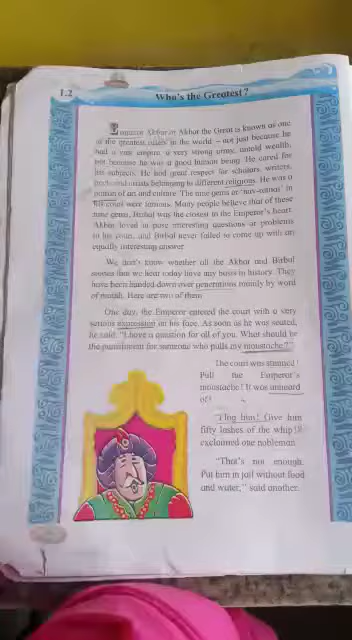 1.2
Who's the Greatest?
Emperor Akbar or Akbar the Great is known as one
of the greatest rulers in the world – not just because he
had a vast empire, a very strong army, untold wealth,
but because he was a good human being. He cared for
his subjects. He had great respect for scholars, writers,
and artists belonging to different religions. He was a
patron of art and culture. The nine gems or 'nav-ratnas' in
his court were famous. Many people believe that of these
nine gems, Birbal was the closest to the Emperor's heart.
Akbar loved to pose interesting questions or problems
to his court, and Birbal never failed to come up with an
equally interesting answer.
We don't know whether all the Akbar and Birbal
stories that we hear today have any basis in history. They
have been handed down over generations mainly by word
of mouth. Here are two of them.
One day, the Emperor entered the court with a very
serious expression on his face. As soon as he was seated,
he said, "I have a question for all of you. What should be
the punishment for someone who pulls my moustache?"
The court was stunned!
Pull the Emperor's
moustache! It was unheard
of!
"Flog him! Give him
fifty lashes of the whip!"
exclaimed one nobleman.
"That's not enough.
Put him in jail without food
and water," said another.